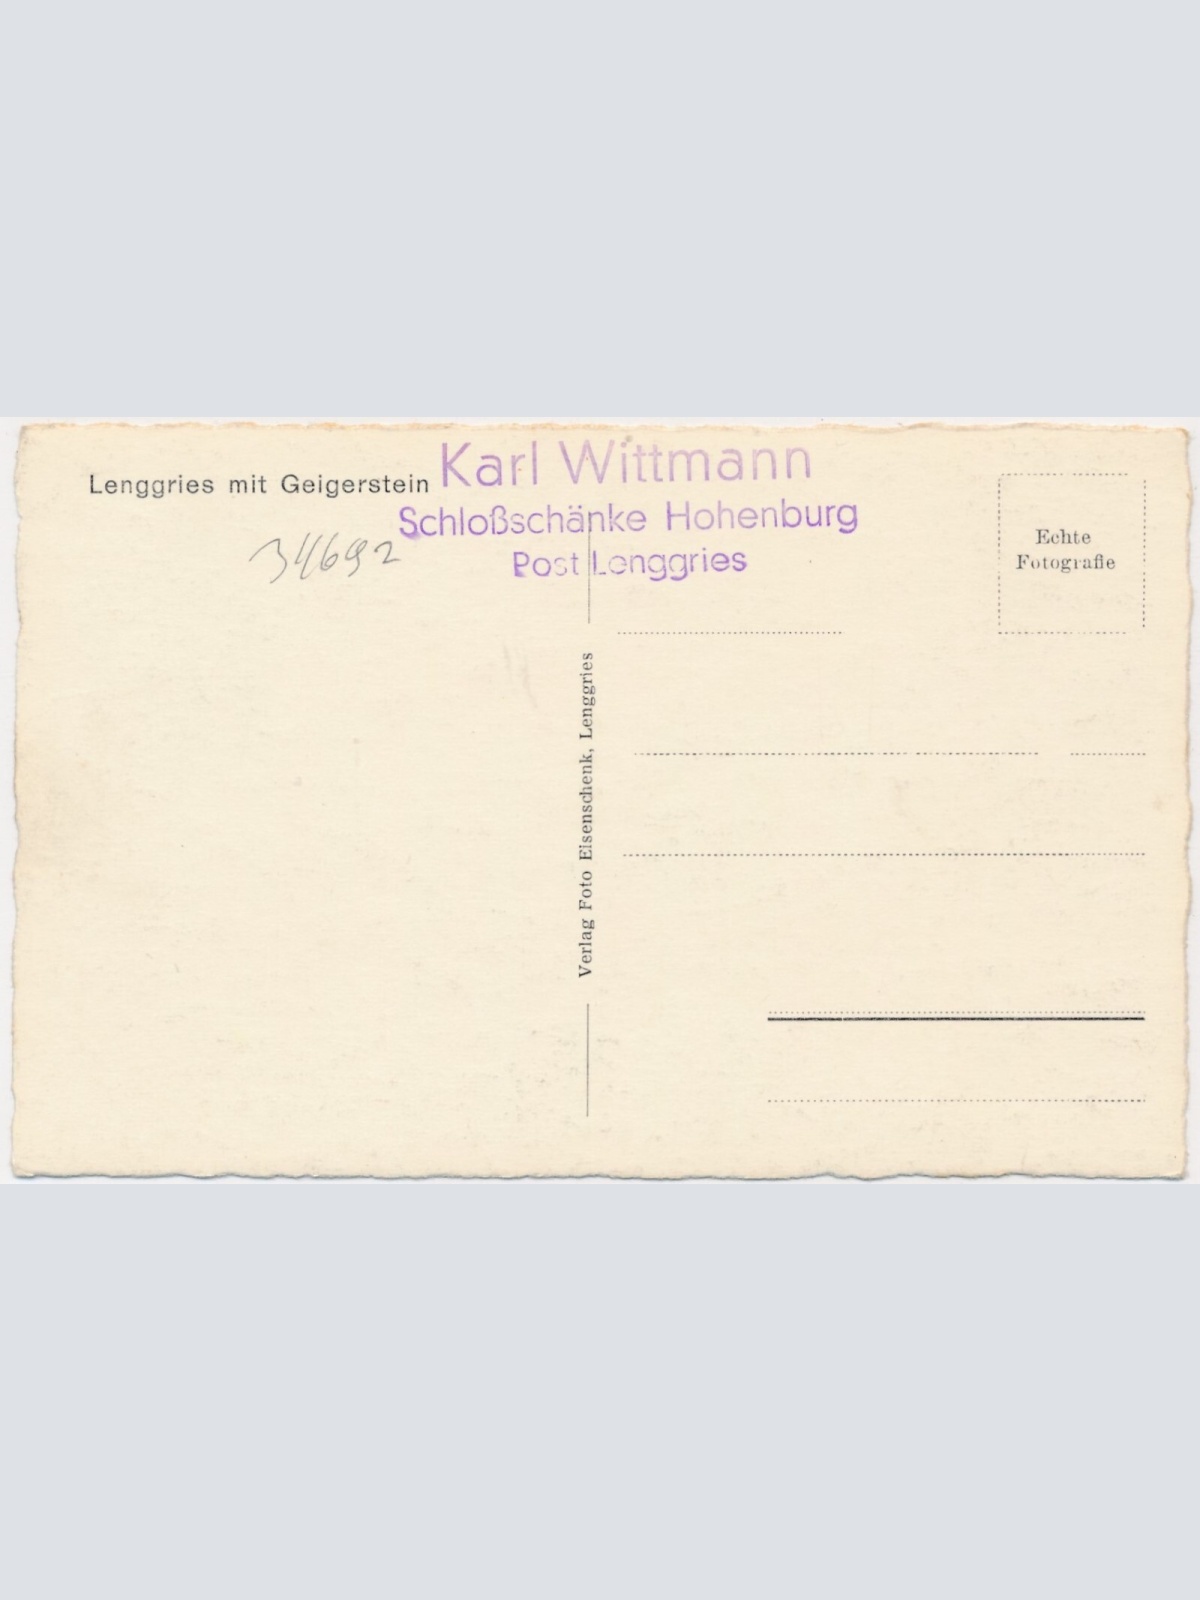 Karl Wittmann
Lenggries mit Geigerstein
Schloßschänke Hohenburg
Post Lenggries
34692
Echte
Fotografie
Verlag Foto Eisenschenk, Lenggries